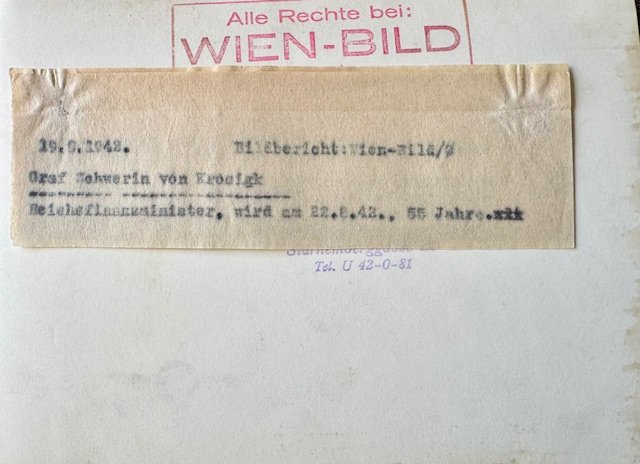 Alle Rechte bei:
WIEN-BILD
19.8.1942. Bildbericht:Wien-Bild/
Graf Schwerin von Krosigk
Reichsfinanzminister, wird am 22.8.42., 55 Jahre.
Starhemberggasse
Tel. U 42-0-81